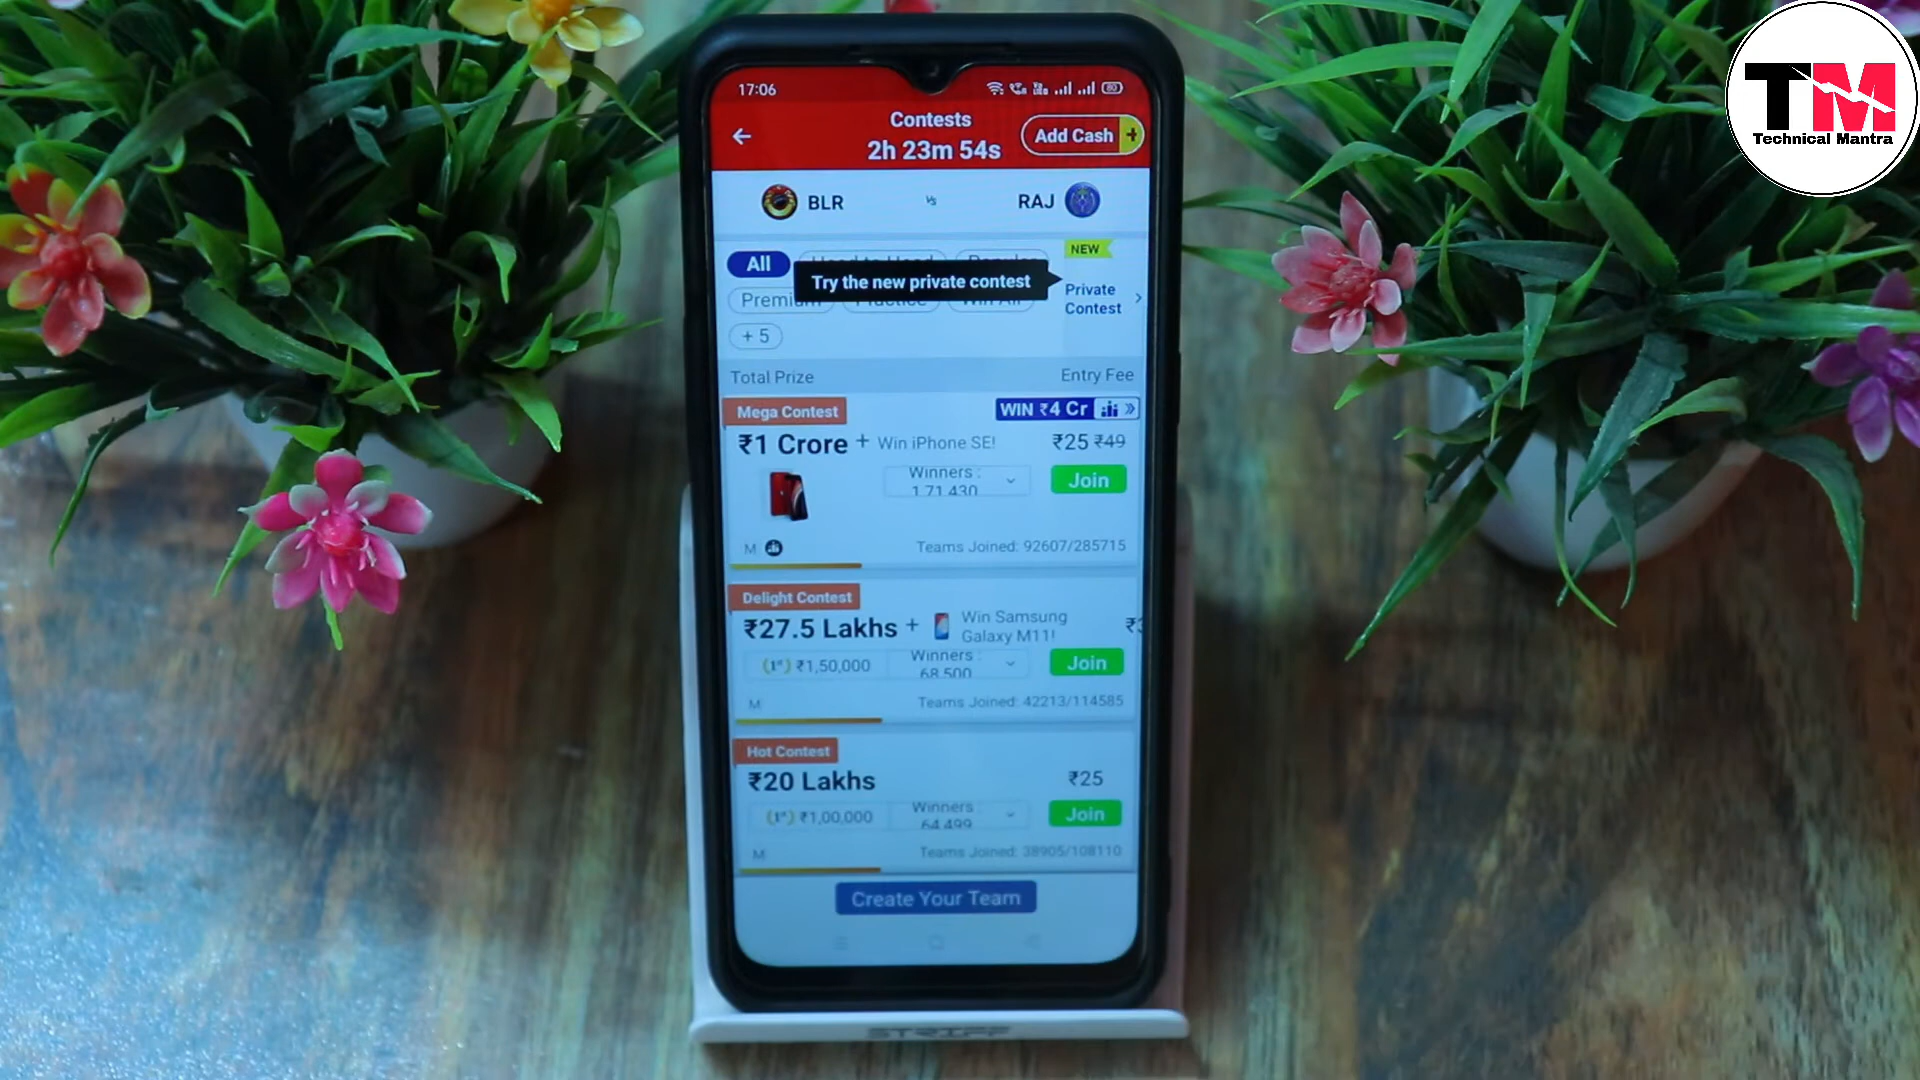 TM
Technical Mantra
17:06
80
Contests
2h 23m 54s
Add Cash +
BLR
Vs
RAJ
NEW
All
Try the new private contest
Private
Contest
+ 5
Total Prize
Entry Fee
Mega Contest
WIN ₹4 Cr
₹1 Crore + Win iPhone SE!
₹25 ₹49
Winners :
1,71,430
Join
M
Teams Joined: 92607/285715
Delight Contest
₹27.5 Lakhs +
Win Samsung
Galaxy M11!
(1st) ₹1,50,000
Winners :
68,500
Join
M
Teams Joined: 42213/114585
Hot Contest
₹20 Lakhs
₹25
(1st) ₹1,00,000
Winners :
64,499
Join
M
Teams Joined: 38905/108110
Create Your Team
STRIFF